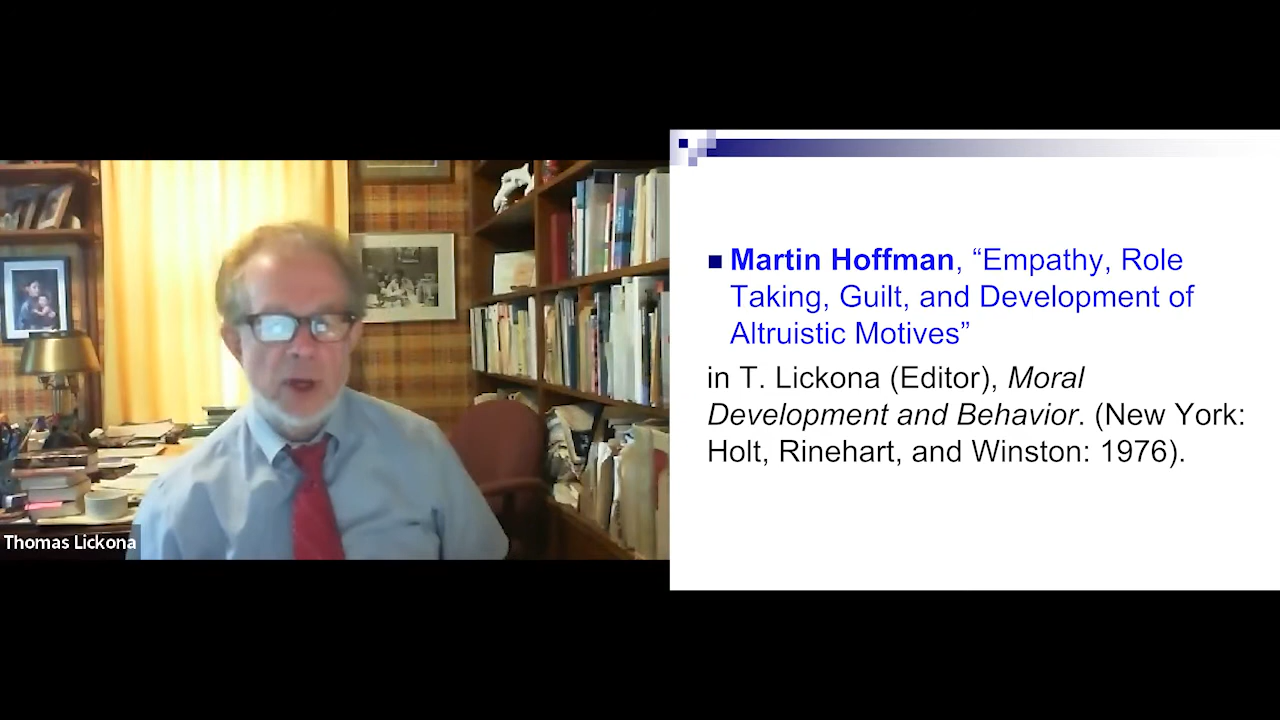 Thomas Lickona
Martin Hoffman, “Empathy, Role
Taking, Guilt, and Development of
Altruistic Motives”
in T. Lickona (Editor), Moral
Development and Behavior. (New York:
Holt, Rinehart, and Winston: 1976).